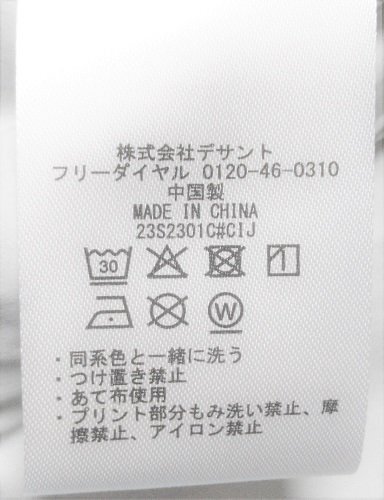 株式会社デサント
フリーダイヤル 0120-46-0310
中国製
MADE IN CHINA
23S2301C#CIJ
30
W
・同系色と一緒に洗う
・つけ置き禁止
・あて布使用
・プリント部分もみ洗い禁止、摩
擦禁止、アイロン禁止